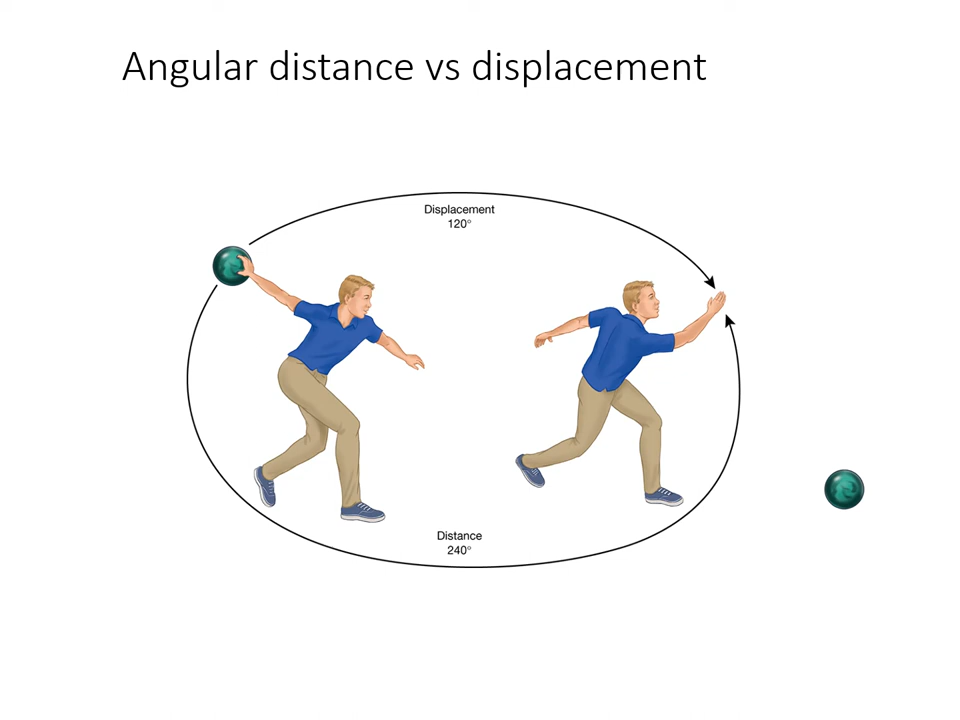 Angular distance vs displacement
Displacement
120°
Distance
240°